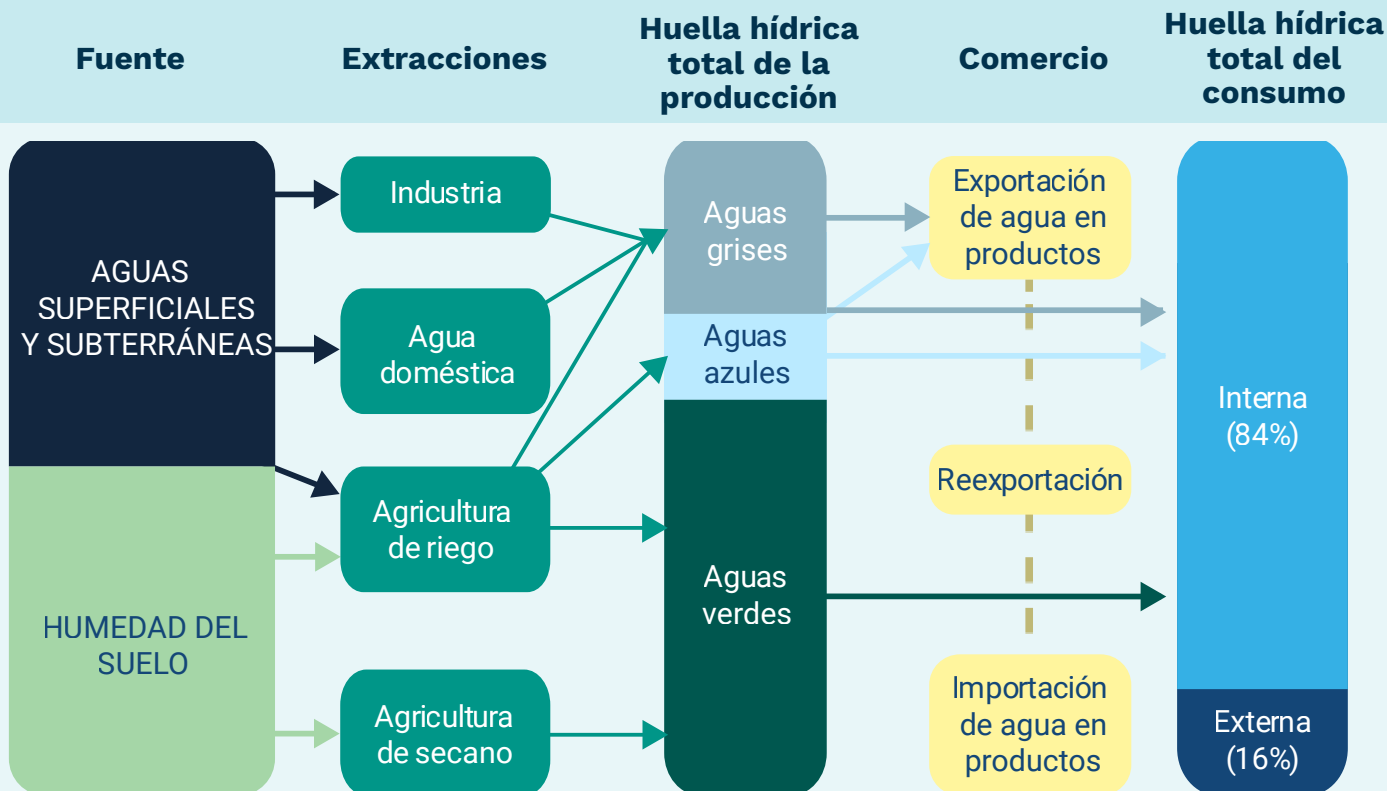 Fuente
Extracciones
Huella hídrica
total de la
producción
Comercio
Huella hídrica
total del
consumo
AGUAS
SUPERFICIALES
Y SUBTERRÁNEAS
HUMEDAD DEL
SUELO
Industria
Agua
doméstica
Agricultura
de riego
Agricultura
de secano
Aguas
grises
Aguas
azules
Aguas
verdes
Exportación
de agua en
productos
Reexportación
Importación
de agua en
productos
Interna
(84%)
Externa
(16%)